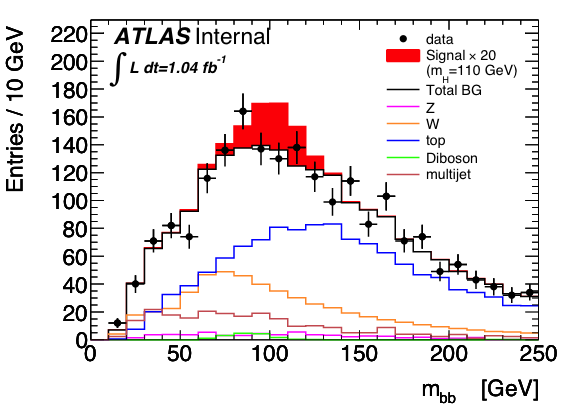 Entries / 10 GeV
220
200
180
160
140
120
100
80
60
40
20
0
ATLAS Internal
∫ L dt=1.04 fb⁻¹
data
Signal × 20
(m_H=110 GeV)
Total BG
Z
W
top
Diboson
multijet
0 50 100 150 200 250
m_bb [GeV]